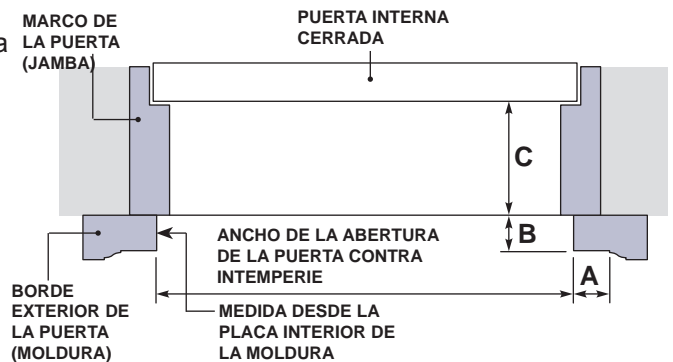 MARCO DE
LA PUERTA
(JAMBA)
a
PUERTA INTERNA
CERRADA
C
B
A
ANCHO DE LA ABERTURA
DE LA PUERTA CONTRA
INTEMPERIE
BORDE
EXTERIOR DE
LA PUERTA
(MOLDURA)
MEDIDA DESDE LA
PLACA INTERIOR DE
LA MOLDURA